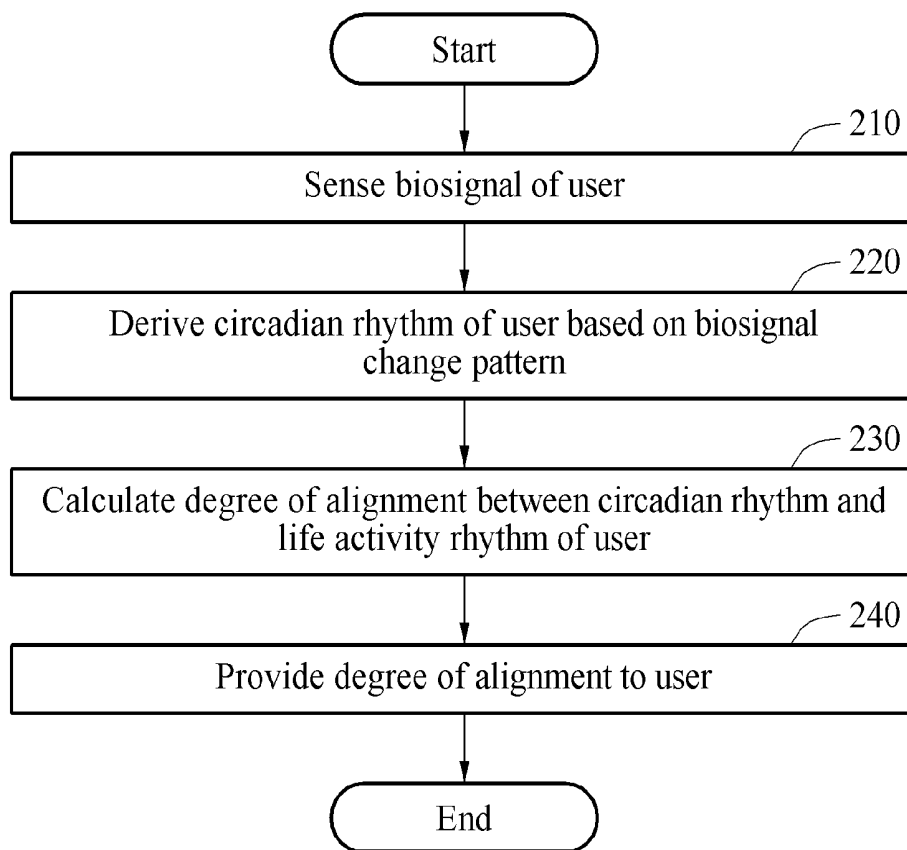 Start
210
Sense biosignal of user
220
Derive circadian rhythm of user based on biosignal
change pattern
230
Calculate degree of alignment between circadian rhythm and
life activity rhythm of user
240
Provide degree of alignment to user
End